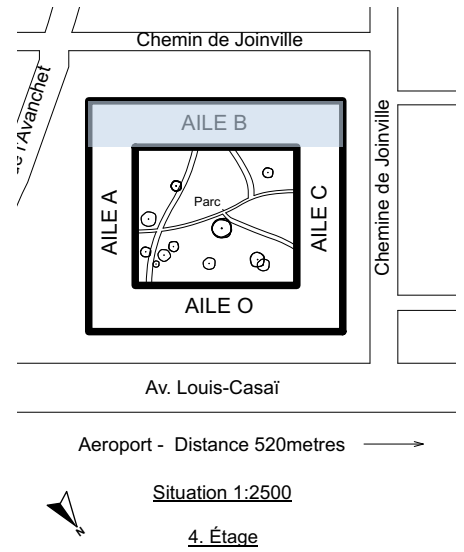 Chemin de Joinville
de l'Avanchet
AILE B
AILE A
Parc
AILE C
Chemine de Joinville
AILE O
Av. Louis-Casaï
Aeroport - Distance 520metres
Situation 1:2500
N
4. Étage